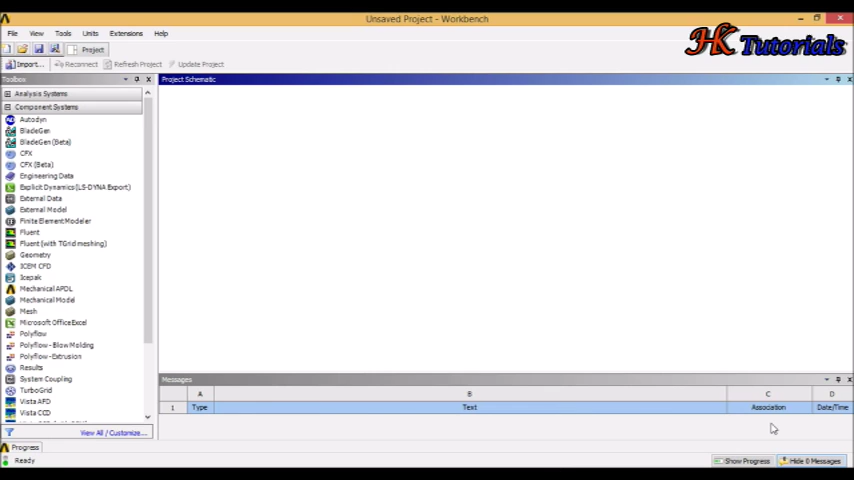 Unsaved Project - Workbench
File View Tools Units Extensions Help
HK Tutorials
Project
Import... Reconnect Refresh Project Update Project
Toolbox
Project Schematic
Analysis Systems
Component Systems
Autodyn
BladeGen
BladeGen (Beta)
CFX
CFX (Beta)
Engineering Data
Explicit Dynamics (LS-DYNA Export)
External Data
External Model
Finite Element Modeler
Fluent
Fluent (with TGrid meshing)
Geometry
ICEM CFD
Icepak
Mechanical APDL
Mechanical Model
Mesh
Microsoft Office Excel
Polyflow
Polyflow - Blow Molding
Polyflow - Extrusion
Results
System Coupling
TurboGrid
Vista AFD
Vista CCD
View All / Customize...
Messages
A B C D
1 Type Text Association Date/Time
Progress
Ready
Show Progress Hide 0 Messages